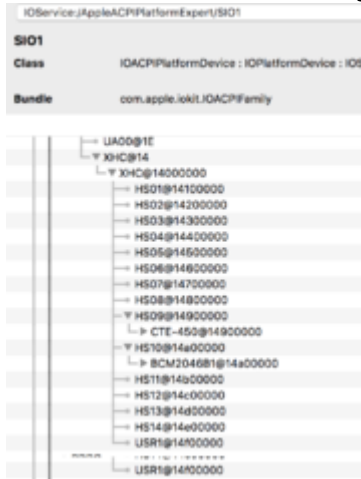 IOService:/AppleACPIPlatformExpert/SIO1
SIO1
Class IOACPIPlatformDevice : IOPlatformDevice : IOS
Bundle com.apple.iokit.IOACPIFamily
UA00@1E
XHC@14
XHC@14000000
HS01@14100000
HS02@14200000
HS03@14300000
HS04@14400000
HS05@14500000
HS06@14600000
HS07@14700000
HS08@14800000
HS09@14900000
CTE-450@14900000
HS10@14a00000
BCM204681@14a00000
HS11@14b00000
HS12@14c00000
HS13@14d00000
HS14@14e00000
USR1@14f00000
USR1@14f00000